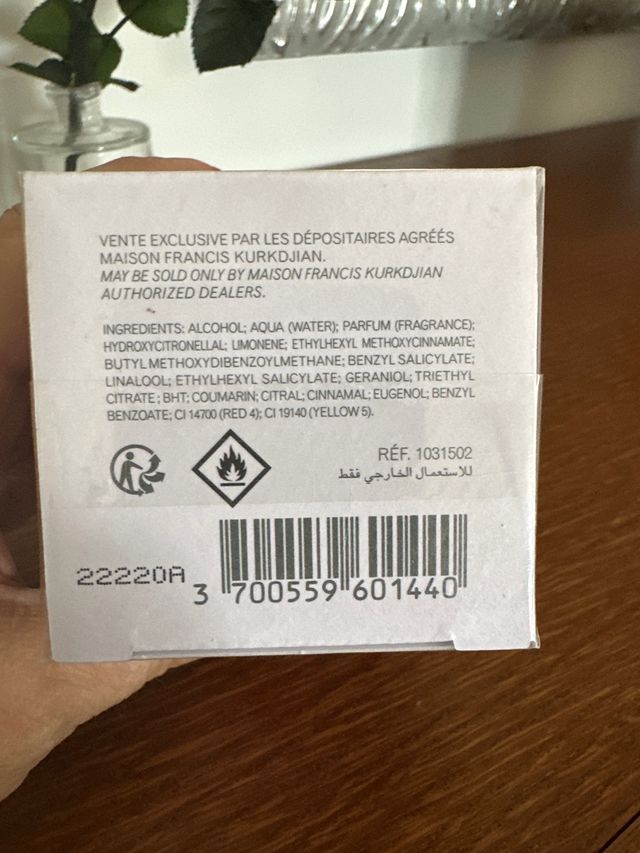 VENTE EXCLUSIVE PAR LES DÉPOSITAIRES AGRÉÉS
MAISON FRANCIS KURKDJIAN.
MAY BE SOLD ONLY BY MAISON FRANCIS KURKDJIAN
AUTHORIZED DEALERS.
INGREDIENTS: ALCOHOL; AQUA (WATER); PARFUM (FRAGRANCE);
HYDROXYCITRONELLAL; LIMONENE; ETHYLHEXYL METHOXYCINNAMATE;
BUTYL METHOXYDIBENZOYLMETHANE; BENZYL SALICYLATE;
LINALOOL; ETHYLHEXYL SALICYLATE; GERANIOL; TRIETHYL
CITRATE ; BHT; COUMARIN; CITRAL; CINNAMAL; EUGENOL; BENZYL
BENZOATE; CI 14700 (RED 4); CI 19140 (YELLOW 5).
RÉF. 1031502
للاستعمال الخارجي فقط
22220A
3 700559 601440